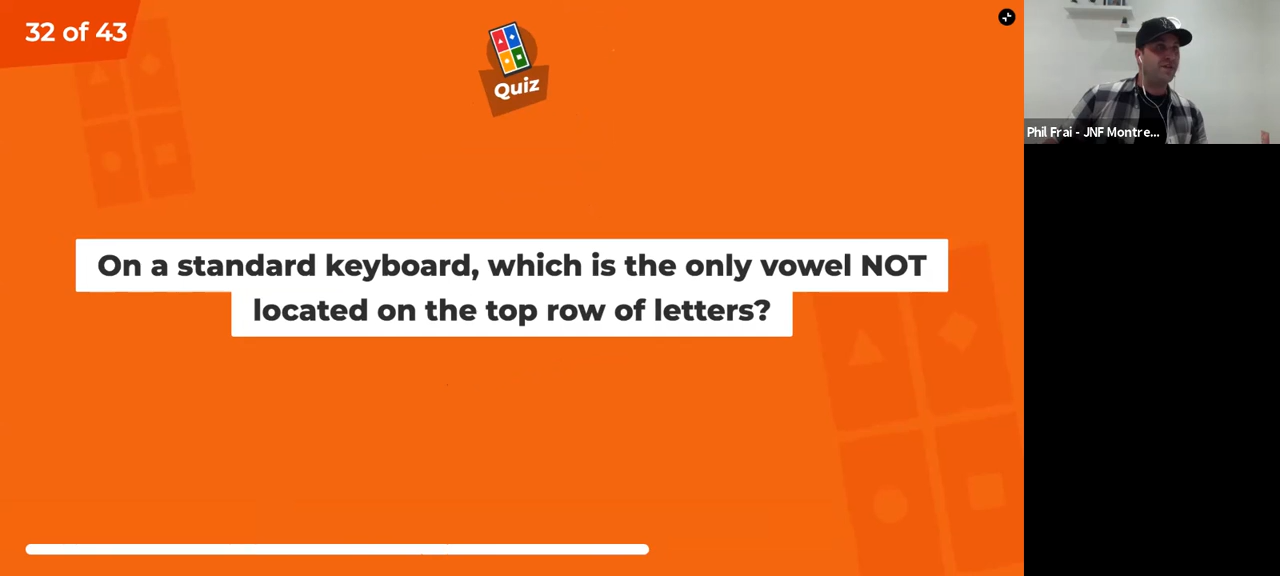 32 of 43
Quiz
On a standard keyboard, which is the only vowel NOT
located on the top row of letters?
Phil Frai - JNF Montre...